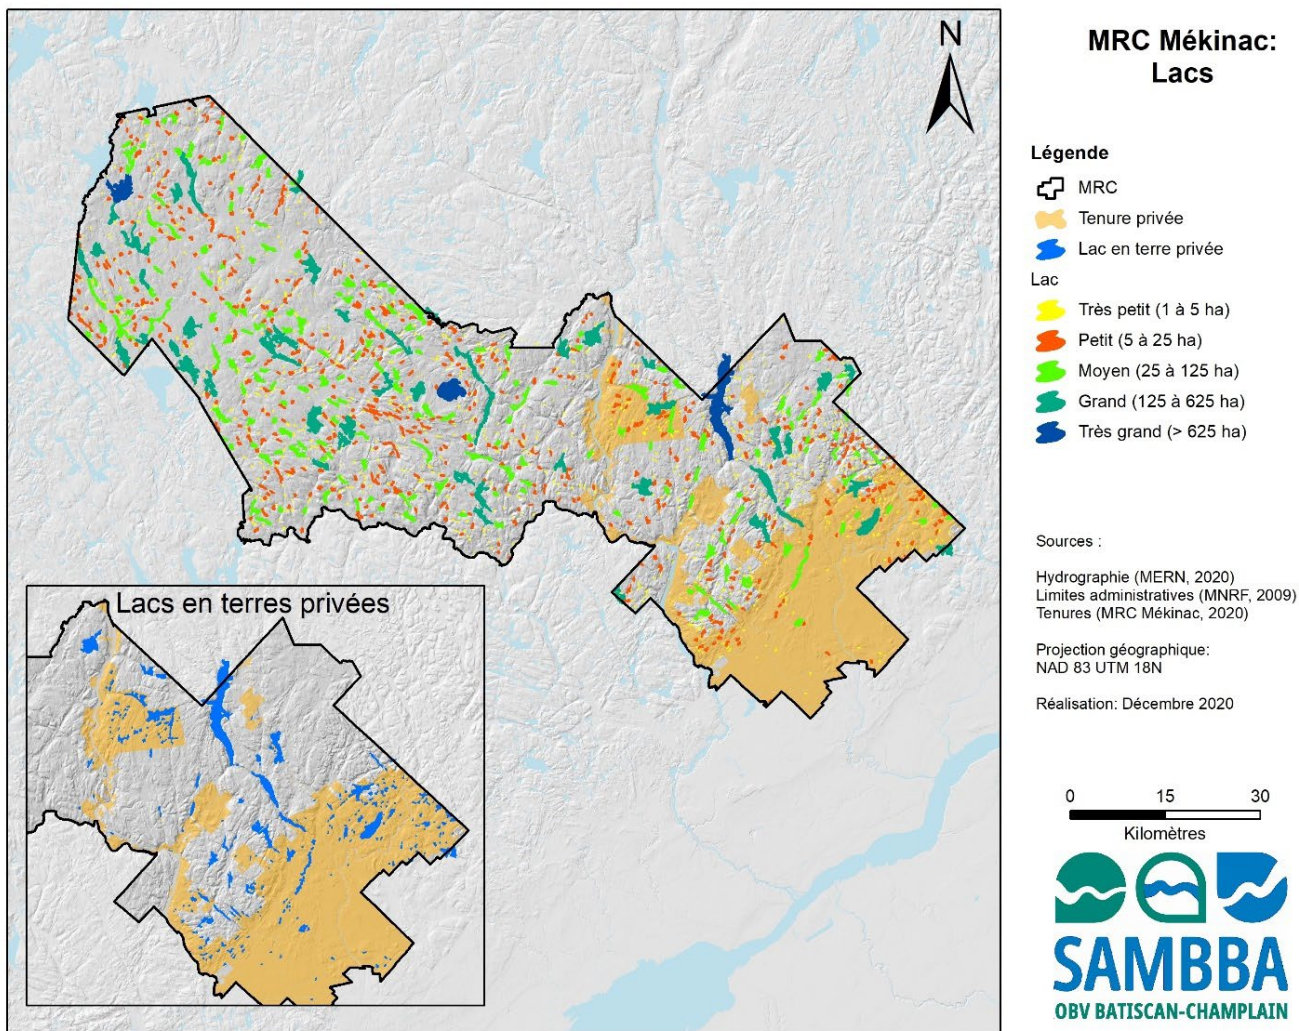 N
MRC Mékinac:
Lacs
Légende
MRC
Tenure privée
Lac en terre privée
Lac
Très petit (1 à 5 ha)
Petit (5 à 25 ha)
Moyen (25 à 125 ha)
Grand (125 à 625 ha)
Très grand (> 625 ha)
Sources :
Hydrographie (MERN, 2020)
Limites administratives (MNRF, 2009)
Tenures (MRC Mékinac, 2020)
Projection géographique:
NAD 83 UTM 18N
Réalisation: Décembre 2020
0 15 30
Kilomètres
SAMBBA
OBV BATISCAN-CHAMPLAIN
Lacs en terres privées